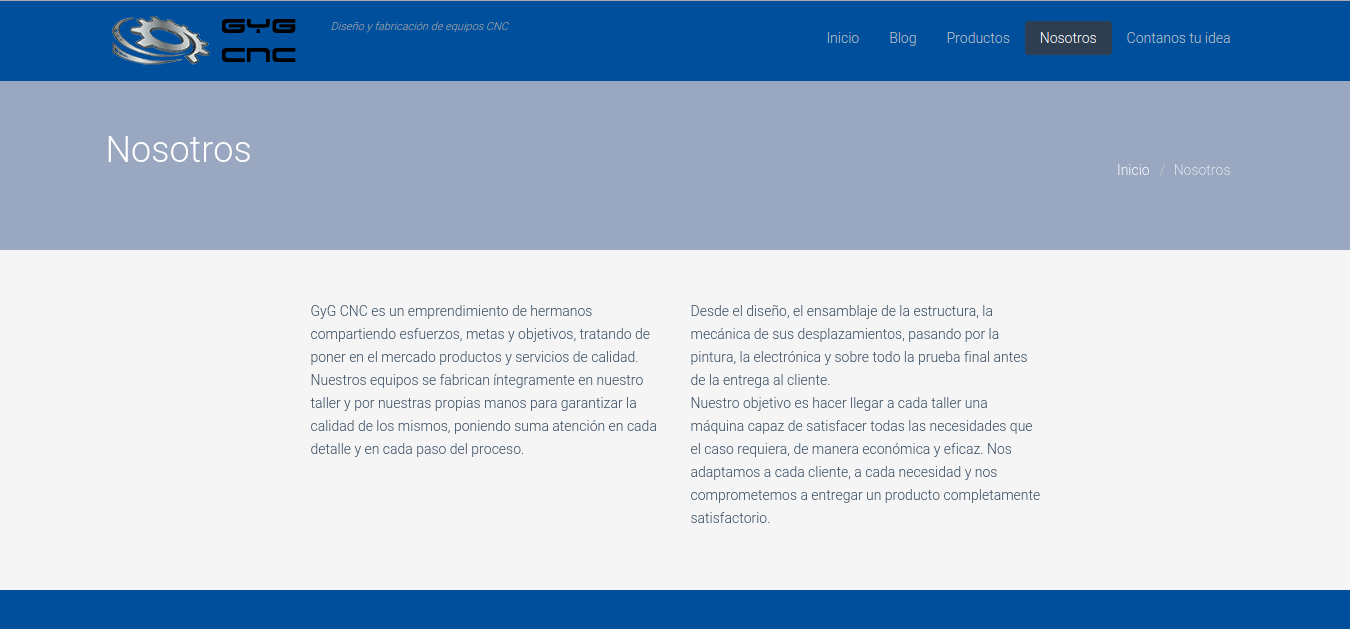 GYG
CNC
Diseño y fabricación de equipos CNC
Inicio
Blog
Productos
Nosotros
Contanos tu idea
Nosotros
Inicio / Nosotros
GyG CNC es un emprendimiento de hermanos
compartiendo esfuerzos, metas y objetivos, tratando de
poner en el mercado productos y servicios de calidad.
Nuestros equipos se fabrican íntegramente en nuestro
taller y por nuestras propias manos para garantizar la
calidad de los mismos, poniendo suma atención en cada
detalle y en cada paso del proceso.
Desde el diseño, el ensamblaje de la estructura, la
mecánica de sus desplazamientos, pasando por la
pintura, la electrónica y sobre todo la prueba final antes
de la entrega al cliente.
Nuestro objetivo es hacer llegar a cada taller una
máquina capaz de satisfacer todas las necesidades que
el caso requiera, de manera económica y eficaz. Nos
adaptamos a cada cliente, a cada necesidad y nos
comprometemos a entregar un producto completamente
satisfactorio.